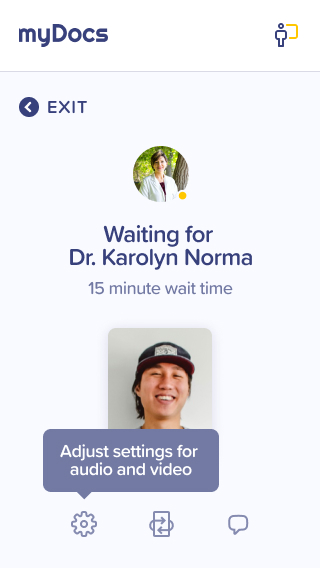 myDocs
EXIT
Waiting for
Dr. Karolyn Norma
15 minute wait time
Adjust settings for
audio and video